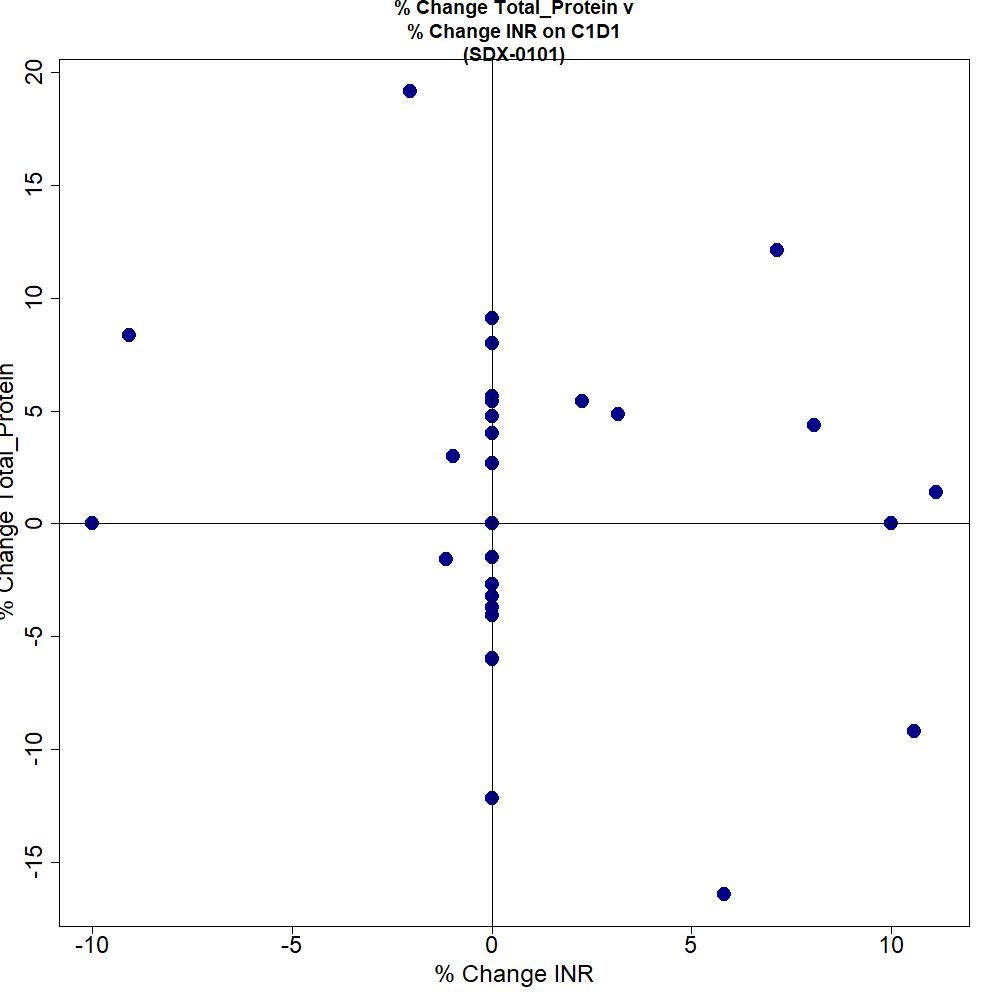 % Change Total_Protein v
% Change INR on C1D1
(SDX-0101)
% Change Total_Protein
20
15
10
5
0
-5
-10
-15
-10
-5
0
5
10
% Change INR